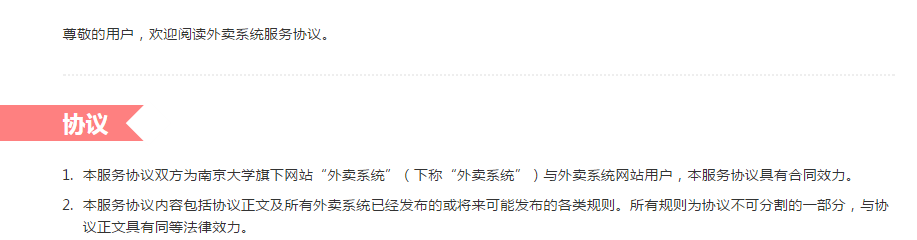 尊敬的用户，欢迎阅读外卖系统服务协议。
协议
1. 本服务协议双方为南京大学旗下网站“外卖系统”（下称“外卖系统”）与外卖系统网站用户，本服务协议具有合同效力。
2. 本服务协议内容包括协议正文及所有外卖系统已经发布的或将来可能发布的各类规则。所有规则为协议不可分割的一部分，与协
议正文具有同等法律效力。